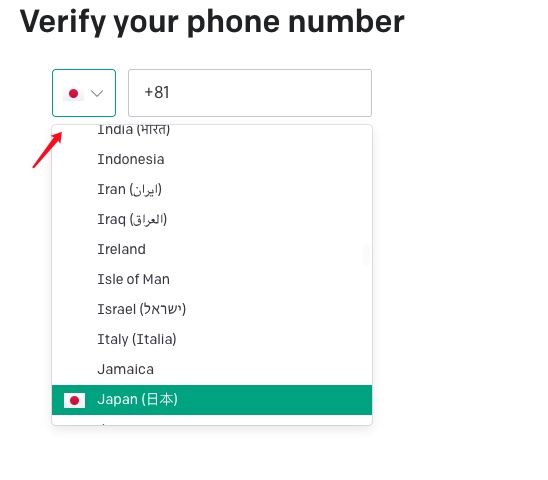 Verify your phone number
+81
India (भारत)
Indonesia
Iran (ایران)
Iraq (العراق)
Ireland
Isle of Man
Israel (ישראל)
Italy (Italia)
Jamaica
Japan (日本)